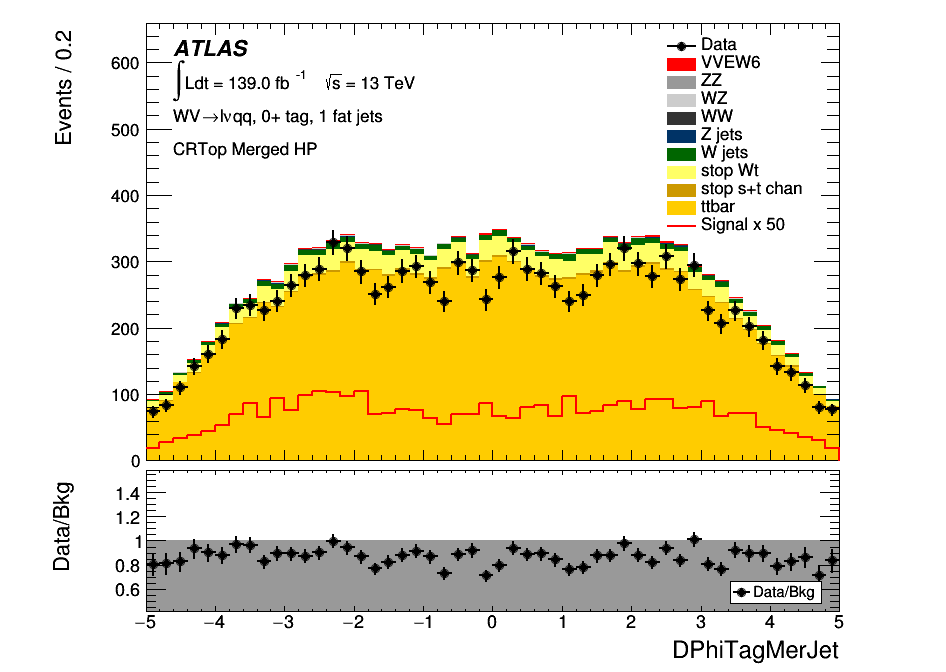 ATLAS
∫Ldt = 139.0 fb⁻¹ √s = 13 TeV
WV→lνqq, 0+ tag, 1 fat jets
CRTop Merged HP
Data
VVEW6
ZZ
WZ
WW
Z jets
W jets
stop Wt
stop s+t chan
ttbar
Signal x 50
Events / 0.2
600
500
400
300
200
100
0
Data/Bkg
1.4
1.2
1
0.8
0.6
Data/Bkg
−5 −4 −3 −2 −1 0 1 2 3 4 5
DPhiTagMerJet